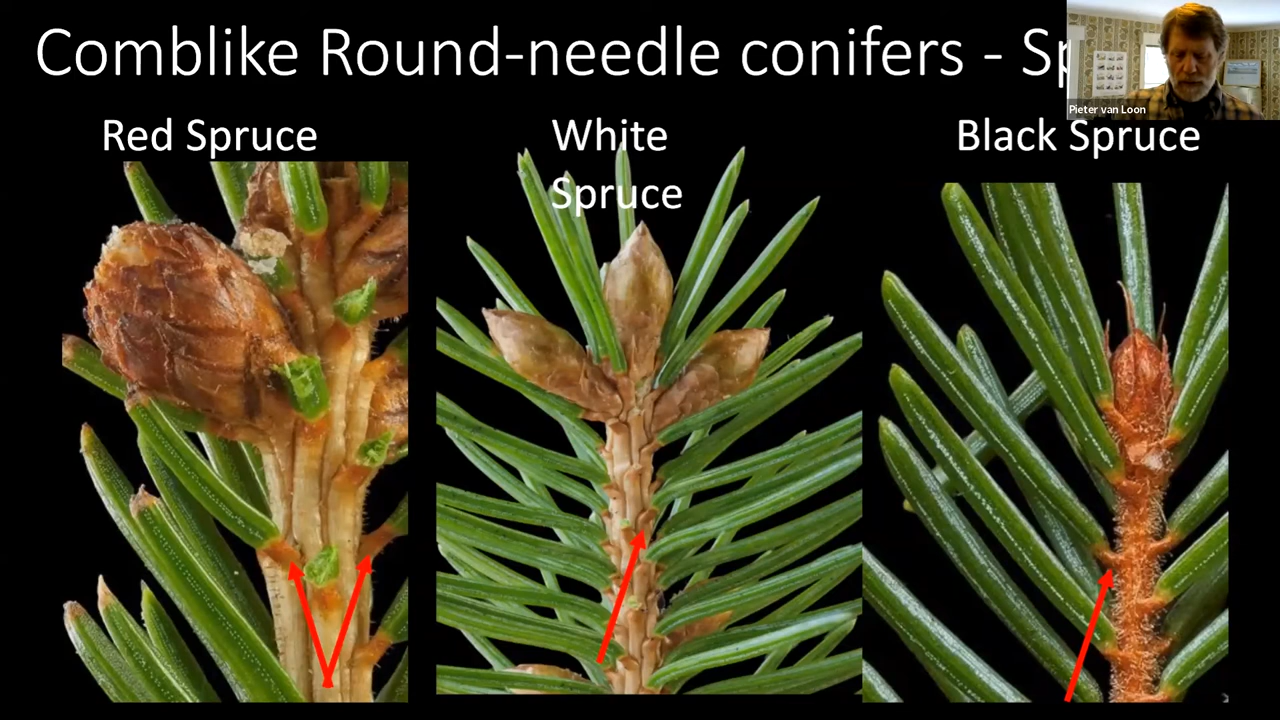 Comblike Round-needle conifers - Sp
Pieter van Loon
Red Spruce
White
Spruce
Black Spruce